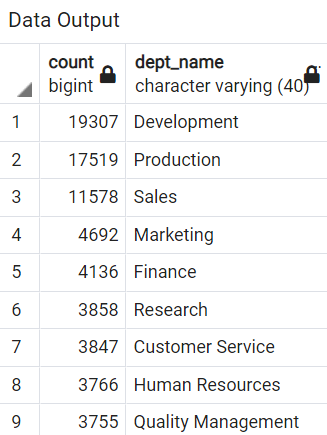 Data Output
count dept_name
bigint character varying (40)
1 19307 Development
2 17519 Production
3 11578 Sales
4 4692 Marketing
5 4136 Finance
6 3858 Research
7 3847 Customer Service
8 3766 Human Resources
9 3755 Quality Management